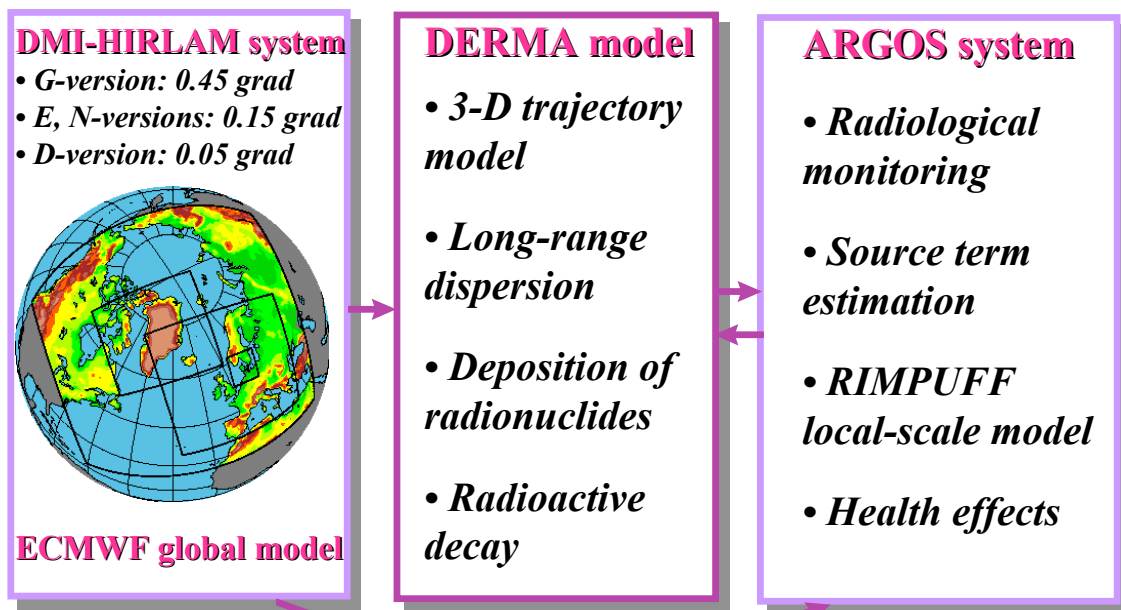 DMI-HIRLAM system
• G-version: 0.45 grad
• E, N-versions: 0.15 grad
• D-version: 0.05 grad
ECMWF global model
DERMA model
• 3-D trajectory
model
• Long-range
dispersion
• Deposition of
radionuclides
• Radioactive
decay
ARGOS system
• Radiological
monitoring
• Source term
estimation
• RIMPUFF
local-scale model
• Health effects